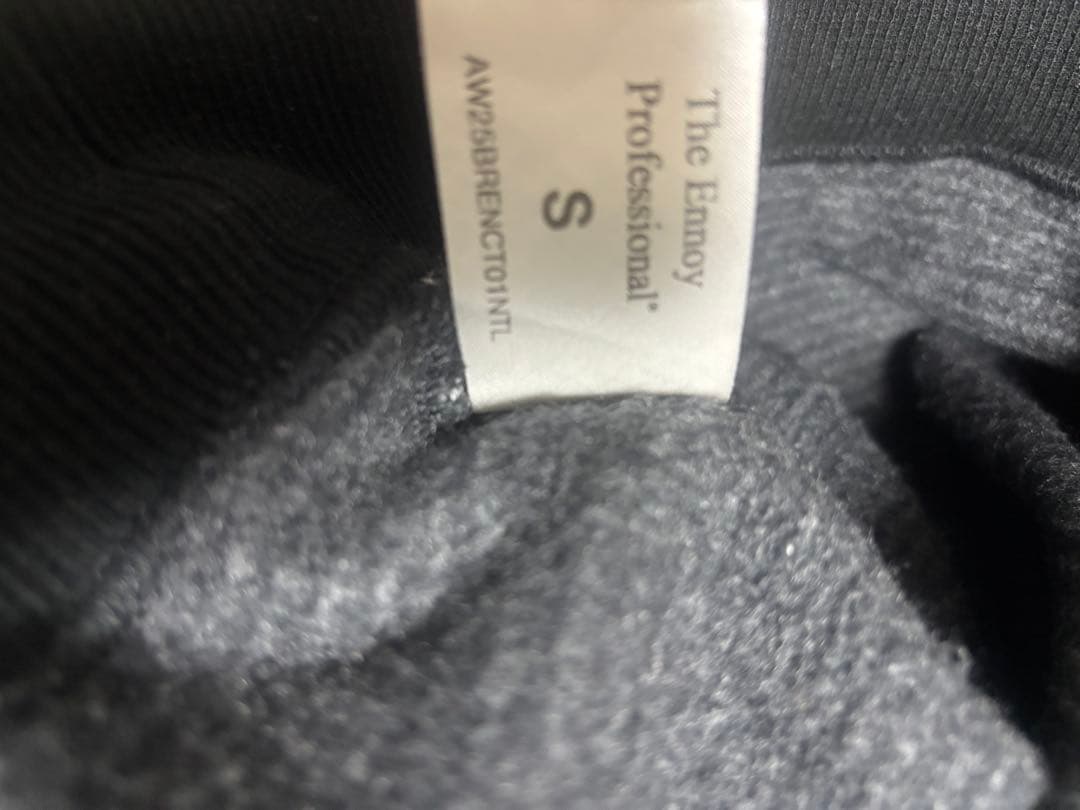 The Ennoy
Professional®
S
AW25BRENCT01NTL